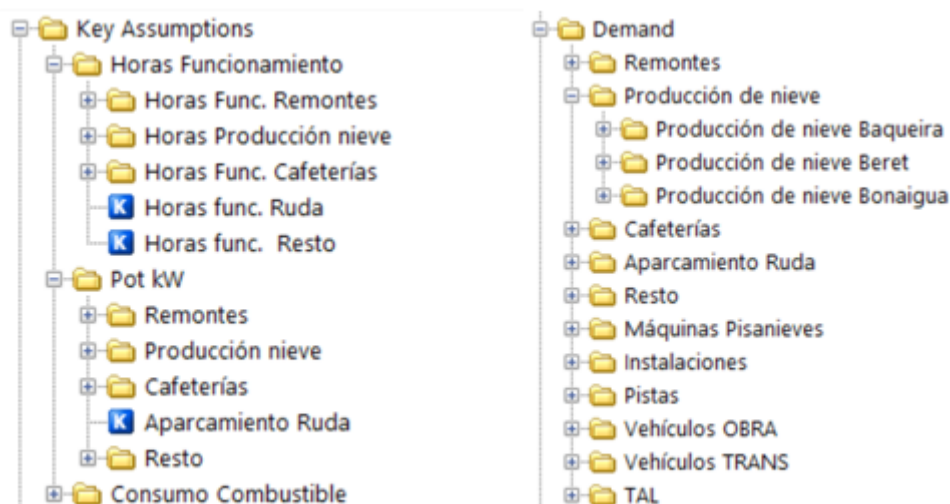 Key Assumptions
Horas Funcionamiento
Horas Func. Remontes
Horas Producción nieve
Horas Func. Cafeterías
K Horas func. Ruda
K Horas func. Resto
Pot kW
Remontes
Producción nieve
Cafeterías
K Aparcamiento Ruda
Resto
Consumo Combustible
Demand
Remontes
Producción de nieve
Producción de nieve Baqueira
Producción de nieve Beret
Producción de nieve Bonaigua
Cafeterías
Aparcamiento Ruda
Resto
Máquinas Pisanieves
Instalaciones
Pistas
Vehículos OBRA
Vehículos TRANS
TAL